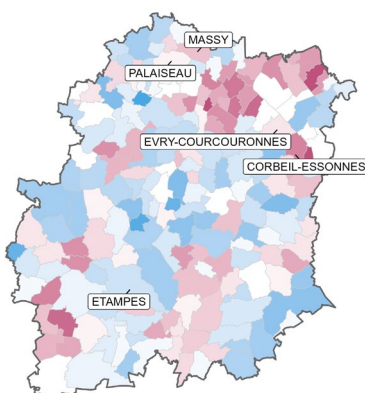 MASSY
PALAISEAU
EVRY-COURCOURONNES
CORBEIL-ESSONNES
ETAMPES